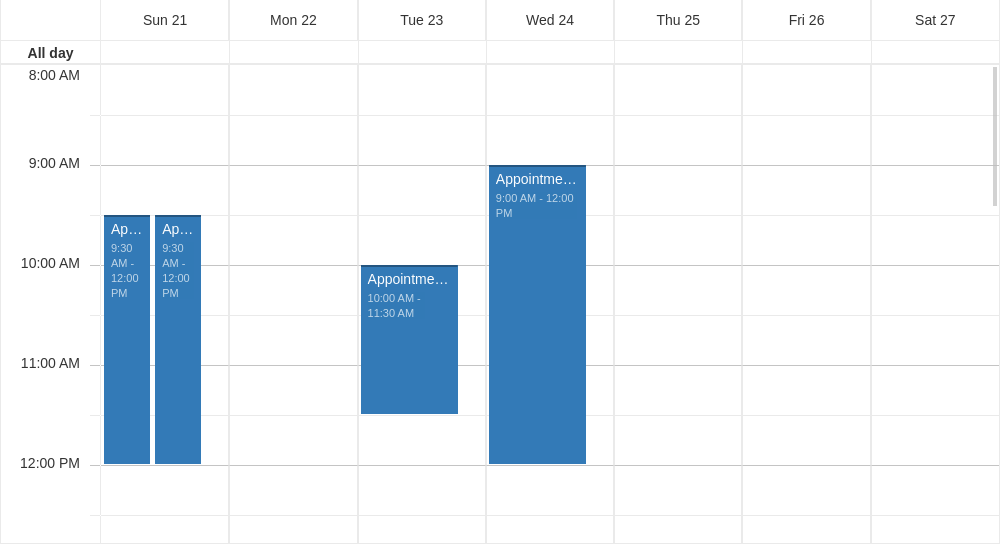 Sun 21
Mon 22
Tue 23
Wed 24
Thu 25
Fri 26
Sat 27
All day
8:00 AM
9:00 AM
10:00 AM
11:00 AM
12:00 PM
Ap…
9:30
AM -
12:00
PM
Ap…
9:30
AM -
12:00
PM
Appointme…
10:00 AM -
11:30 AM
Appointme…
9:00 AM - 12:00
PM